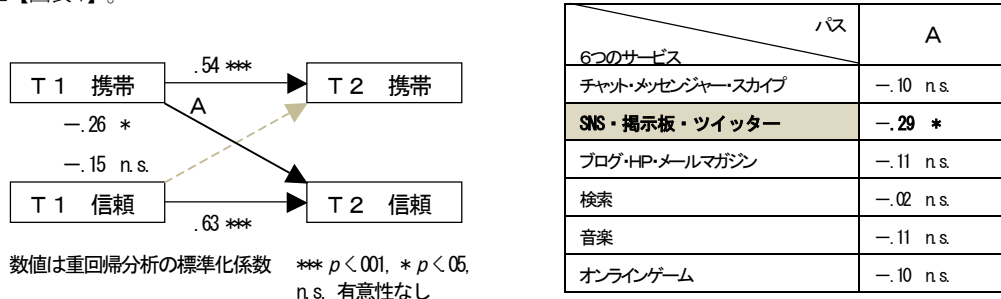 .54 ***
T1 携帯
T2 携帯
A
－.26 *
－.15 n.s.
T1 信頼
T2 信頼
.63 ***
数値は重回帰分析の標準化係数 *** p＜001, * p＜05,
n.s. 有意性なし
パス
6つのサービス
A
チャット・メッセンジャー・スカイプ
－.10 n.s.
SNS・掲示板・ツイッター
－.29 *
ブログ・HP・メールマガジン
－.11 n.s.
検索
－.02 n.s.
音楽
－.11 n.s.
オンラインゲーム
－.10 n.s.